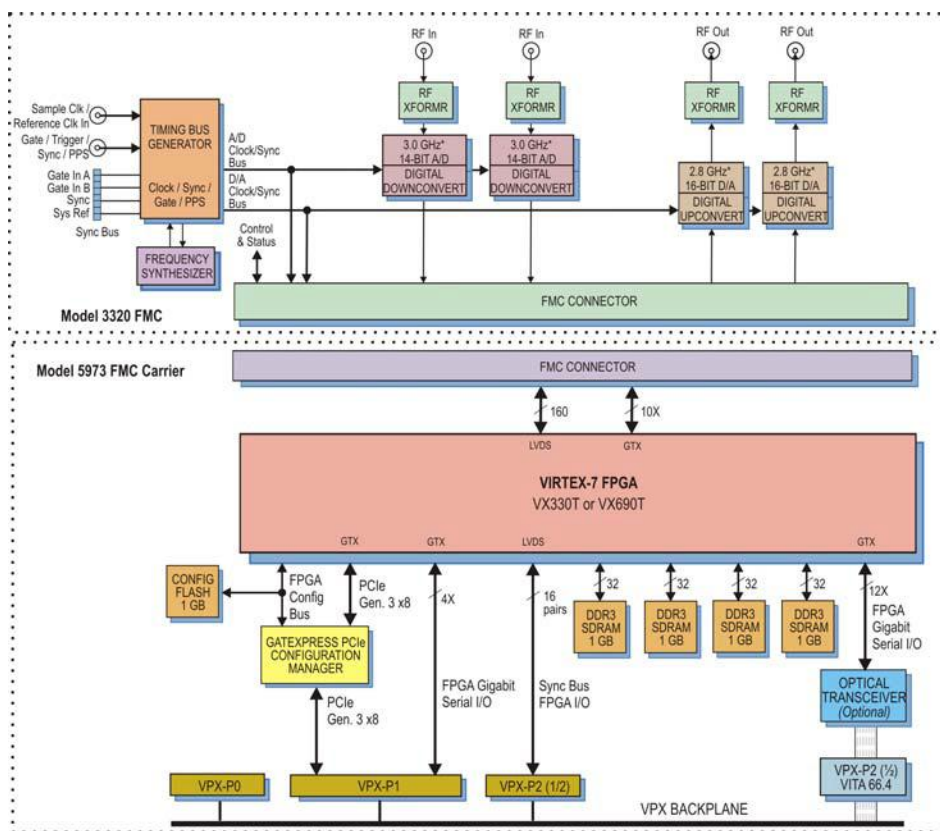 RF In
RF In
RF Out
RF Out
Sample Clk /
Reference Clk In
Gate / Trigger /
Sync / PPS
Gate In A
Gate In B
Sync
Sys Ref
Sync Bus
TIMING BUS
GENERATOR
Clock / Sync /
Gate / PPS
FREQUENCY
SYNTHESIZER
A/D
Clock/Sync
Bus
D/A
Clock/Sync
Bus
Control
& Status
RF
XFORMR
RF
XFORMR
RF
XFORMR
RF
XFORMR
3.0 GHz*
14-BIT A/D
DIGITAL
DOWNCONVERT
3.0 GHz*
14-BIT A/D
DIGITAL
DOWNCONVERT
2.8 GHz*
16-BIT D/A
DIGITAL
UPCONVERT
2.8 GHz*
16-BIT D/A
DIGITAL
UPCONVERT
FMC CONNECTOR
Model 3320 FMC
Model 5973 FMC Carrier
FMC CONNECTOR
160
10X
LVDS
GTX
VIRTEX-7 FPGA
VX330T or VX690T
GTX
GTX
LVDS
GTX
CONFIG
FLASH
1 GB
FPGA
Config
Bus
PCIe
Gen. 3 x8
4X
16
pairs
32
32
32
32
12X
DDR3
SDRAM
1 GB
DDR3
SDRAM
1 GB
DDR3
SDRAM
1 GB
DDR3
SDRAM
1 GB
FPGA
Gigabit
Serial I/O
GATEXPRESS PCIe
CONFIGURATION
MANAGER
PCIe
Gen. 3 x8
FPGA Gigabit
Serial I/O
Sync Bus
FPGA I/O
OPTICAL
TRANSCEIVER
(Optional)
VPX-P0
VPX-P1
VPX-P2 (1/2)
VPX-P2 (½)
VITA 66.4
VPX BACKPLANE